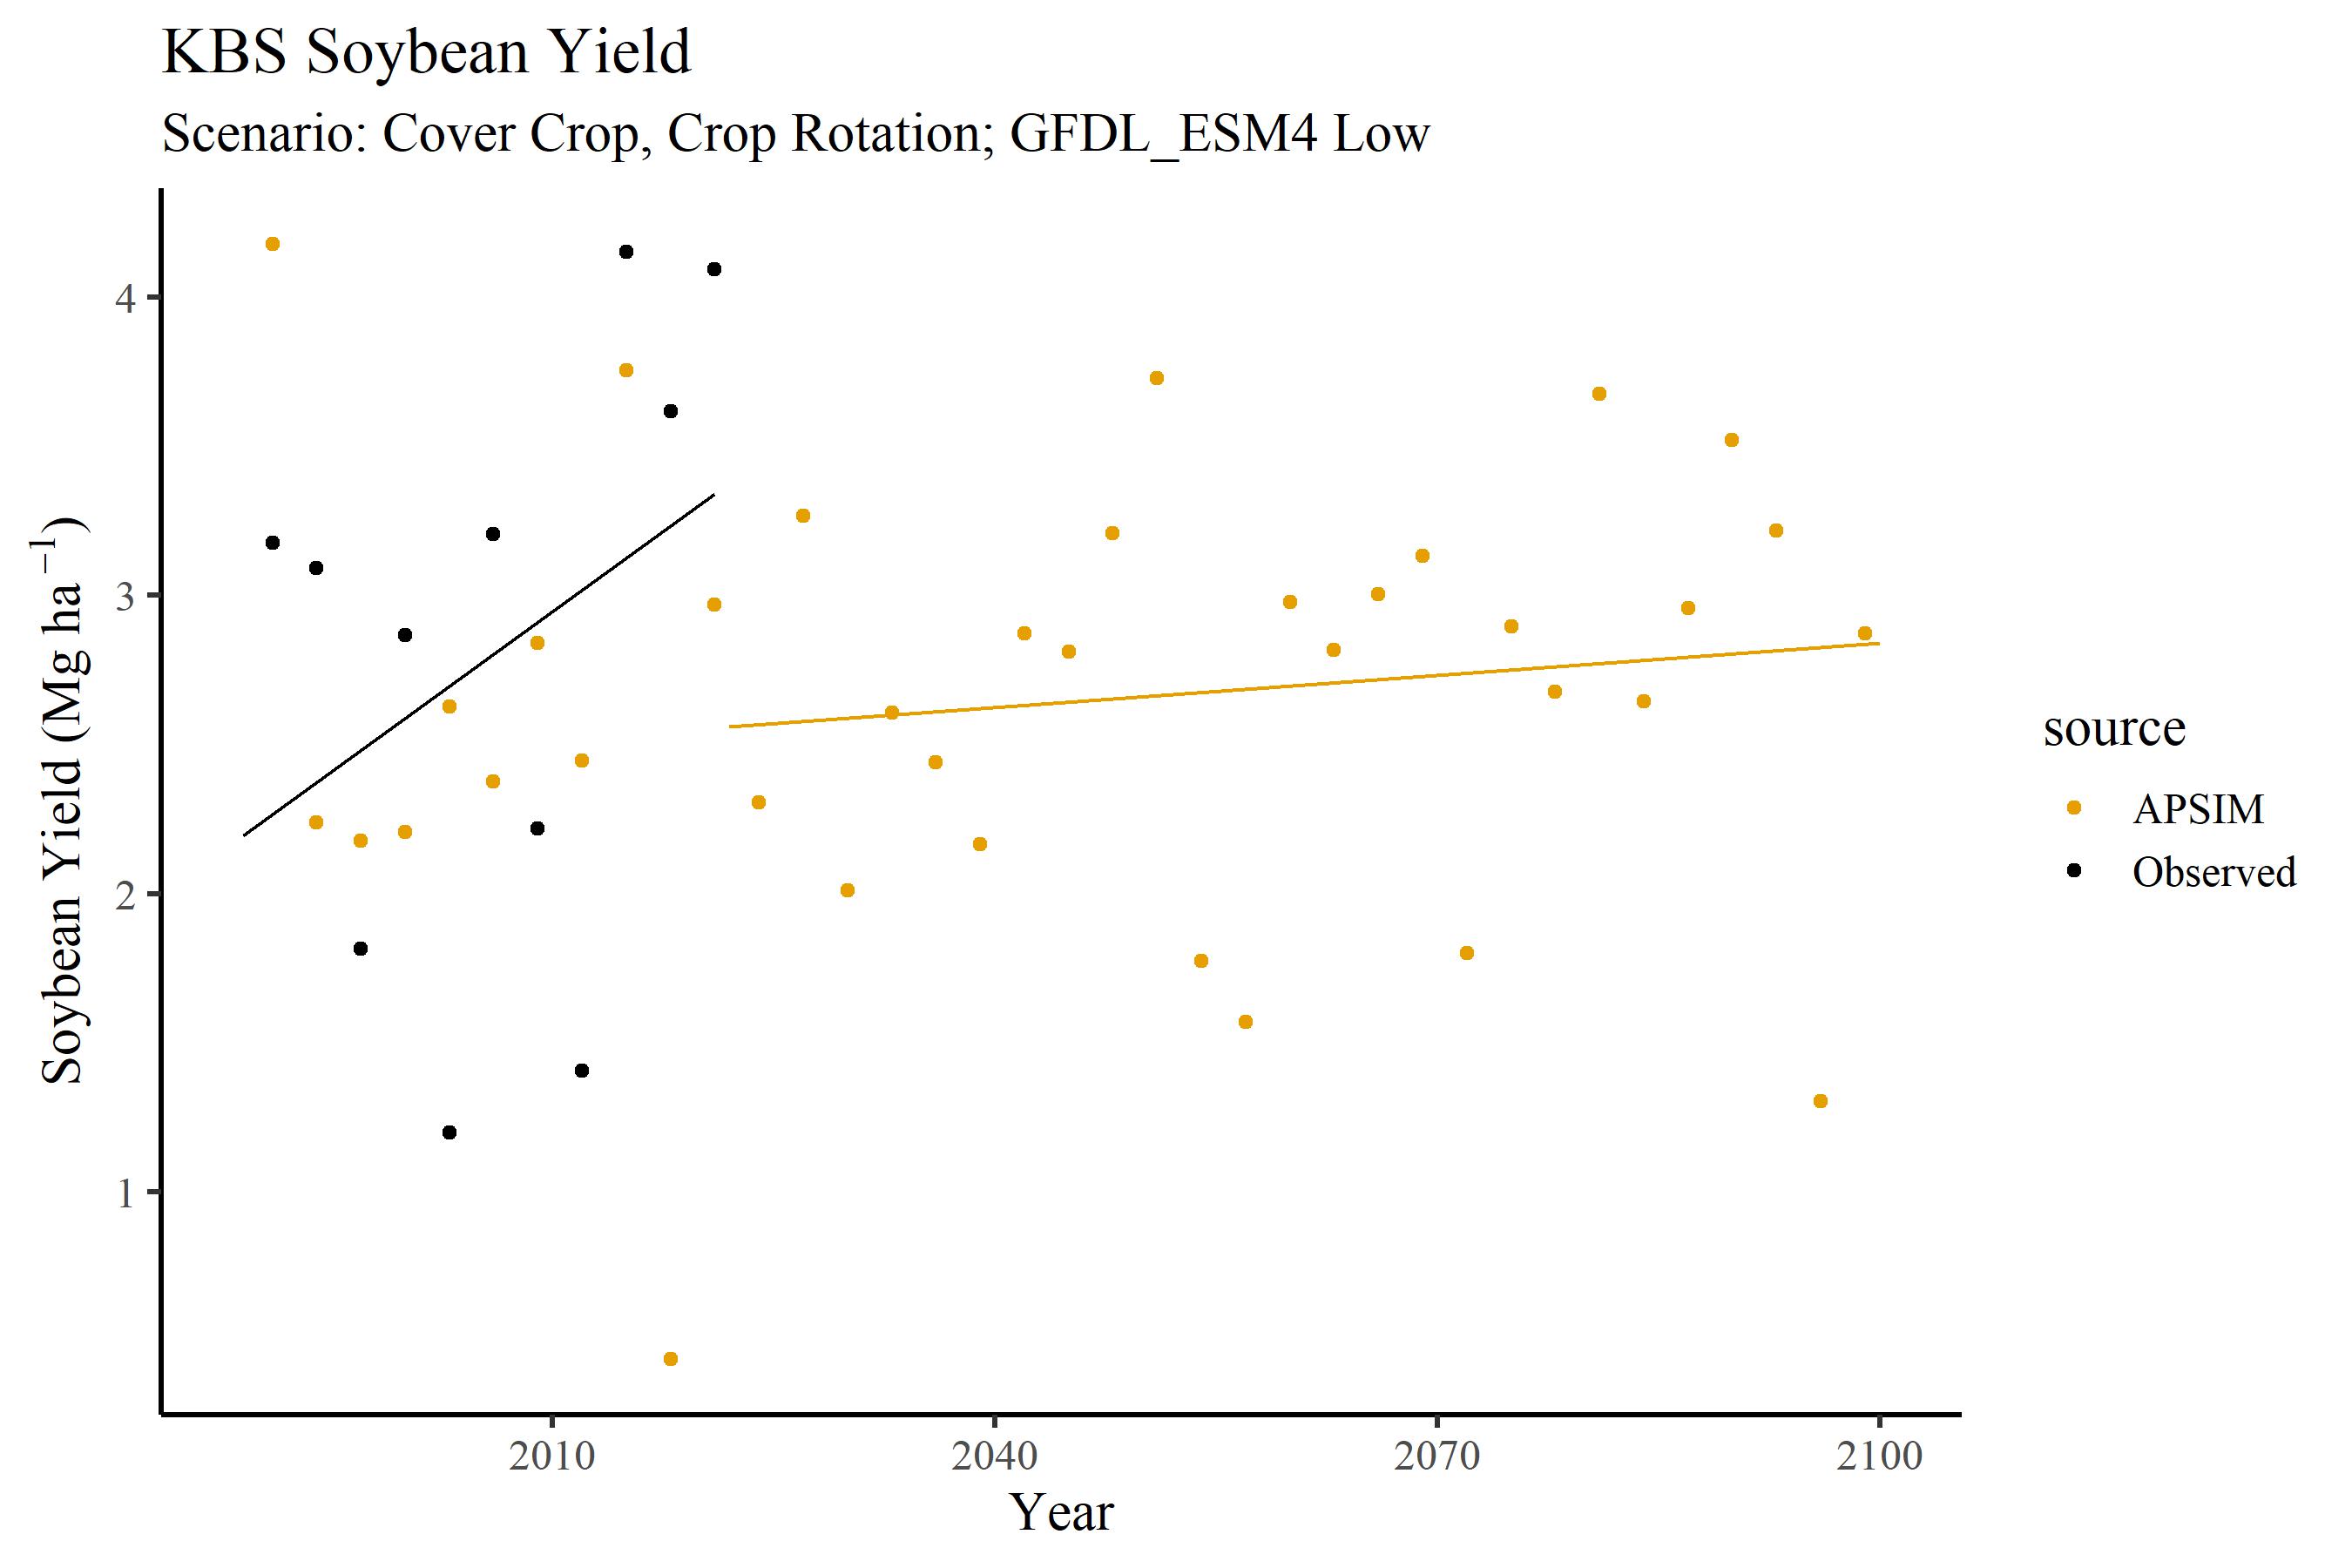 KBS Soybean Yield
Scenario: Cover Crop, Crop Rotation; GFDL_ESM4 Low
Soybean Yield (Mg ha⁻¹)
4
3
2
1
2010 2040 2070 2100
Year
source
APSIM
Observed